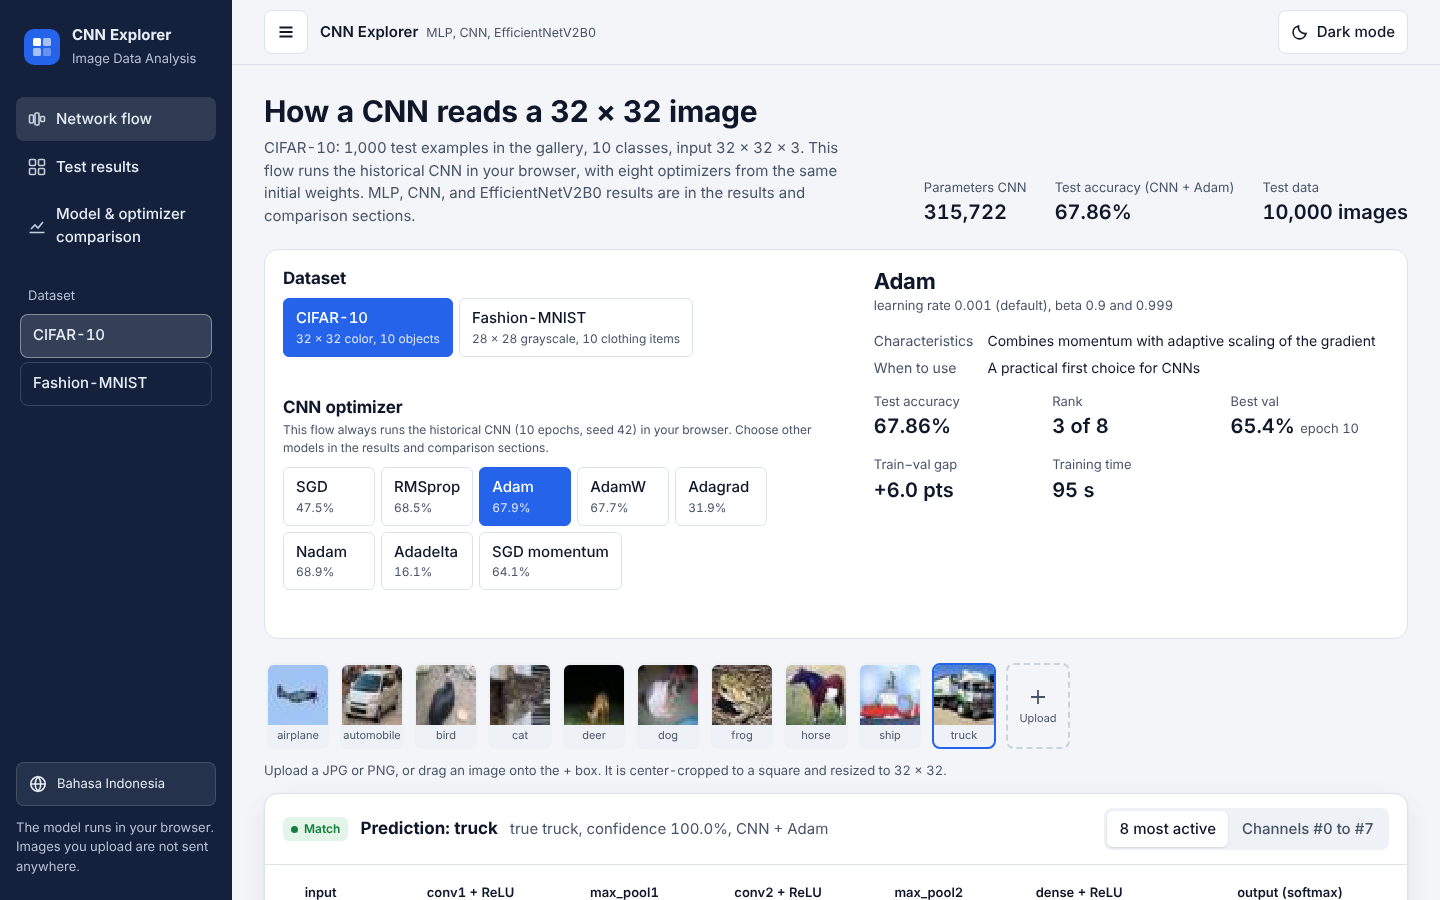 CNN Explorer
Image Data Analysis
Network flow
Test results
Model & optimizer
comparison
Dataset
CIFAR-10
Fashion-MNIST
Bahasa Indonesia
The model runs in your browser.
Images you upload are not sent
anywhere.
CNN Explorer MLP, CNN, EfficientNetV2B0
Dark mode
How a CNN reads a 32 × 32 image
CIFAR-10: 1,000 test examples in the gallery, 10 classes, input 32 × 32 × 3. This
flow runs the historical CNN in your browser, with eight optimizers from the same
initial weights. MLP, CNN, and EfficientNetV2B0 results are in the results and
comparison sections.
Parameters CNN
315,722
Test accuracy (CNN + Adam)
67.86%
Test data
10,000 images
Dataset
CIFAR-10
32 × 32 color, 10 objects
Fashion-MNIST
28 × 28 grayscale, 10 clothing items
CNN optimizer
This flow always runs the historical CNN (10 epochs, seed 42) in your browser. Choose other
models in the results and comparison sections.
SGD
47.5%
RMSprop
68.5%
Adam
67.9%
AdamW
67.7%
Adagrad
31.9%
Nadam
68.9%
Adadelta
16.1%
SGD momentum
64.1%
Adam
learning rate 0.001 (default), beta 0.9 and 0.999
Characteristics Combines momentum with adaptive scaling of the gradient
When to use A practical first choice for CNNs
Test accuracy
67.86%
Rank
3 of 8
Best val
65.4% epoch 10
Train–val gap
+6.0 pts
Training time
95 s
airplane
automobile
bird
cat
deer
dog
frog
horse
ship
truck
Upload
Upload a JPG or PNG, or drag an image onto the + box. It is center-cropped to a square and resized to 32 × 32.
Match
Prediction: truck true truck, confidence 100.0%, CNN + Adam
8 most active
Channels #0 to #7
input
conv1 + ReLU
max_pool1
conv2 + ReLU
max_pool2
dense + ReLU
output (softmax)